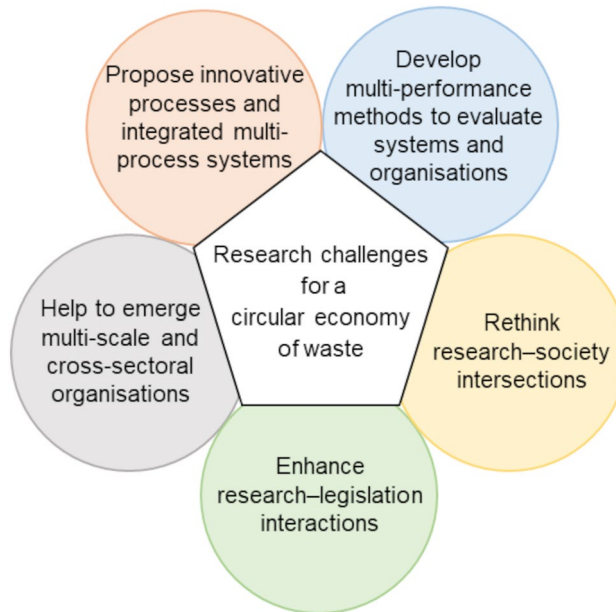 Propose innovative
processes and
integrated multi-
process systems
Develop
multi-performance
methods to evaluate
systems and
organisations
Research challenges
for a
circular economy
of waste
Help to emerge
multi-scale and
cross-sectoral
organisations
Rethink
research–society
intersections
Enhance
research–legislation
interactions